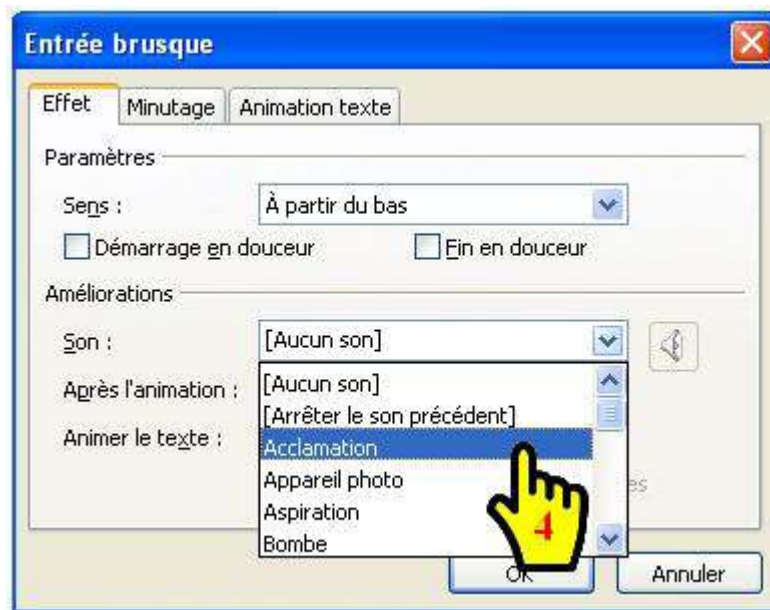 Entrée brusque
Effet Minutage Animation texte
Paramètres
Sens : À partir du bas
Démarrage en douceur Fin en douceur
Améliorations
Son : [Aucun son]
Après l'animation : [Aucun son]
[Arrêter le son précédent]
Animer le texte : Acclamation
Appareil photo
Aspiration
4
Bombe
OK Annuler